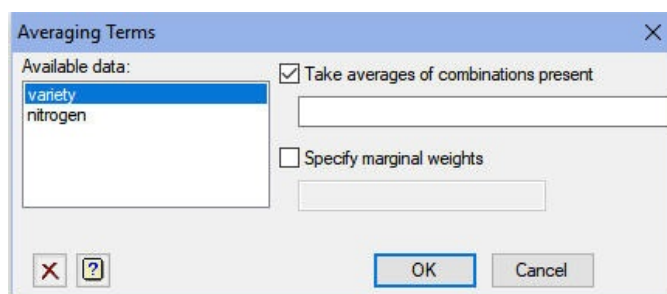 Averaging Terms
Available data:
variety
nitrogen
Take averages of combinations present
Specify marginal weights
?
OK
Cancel